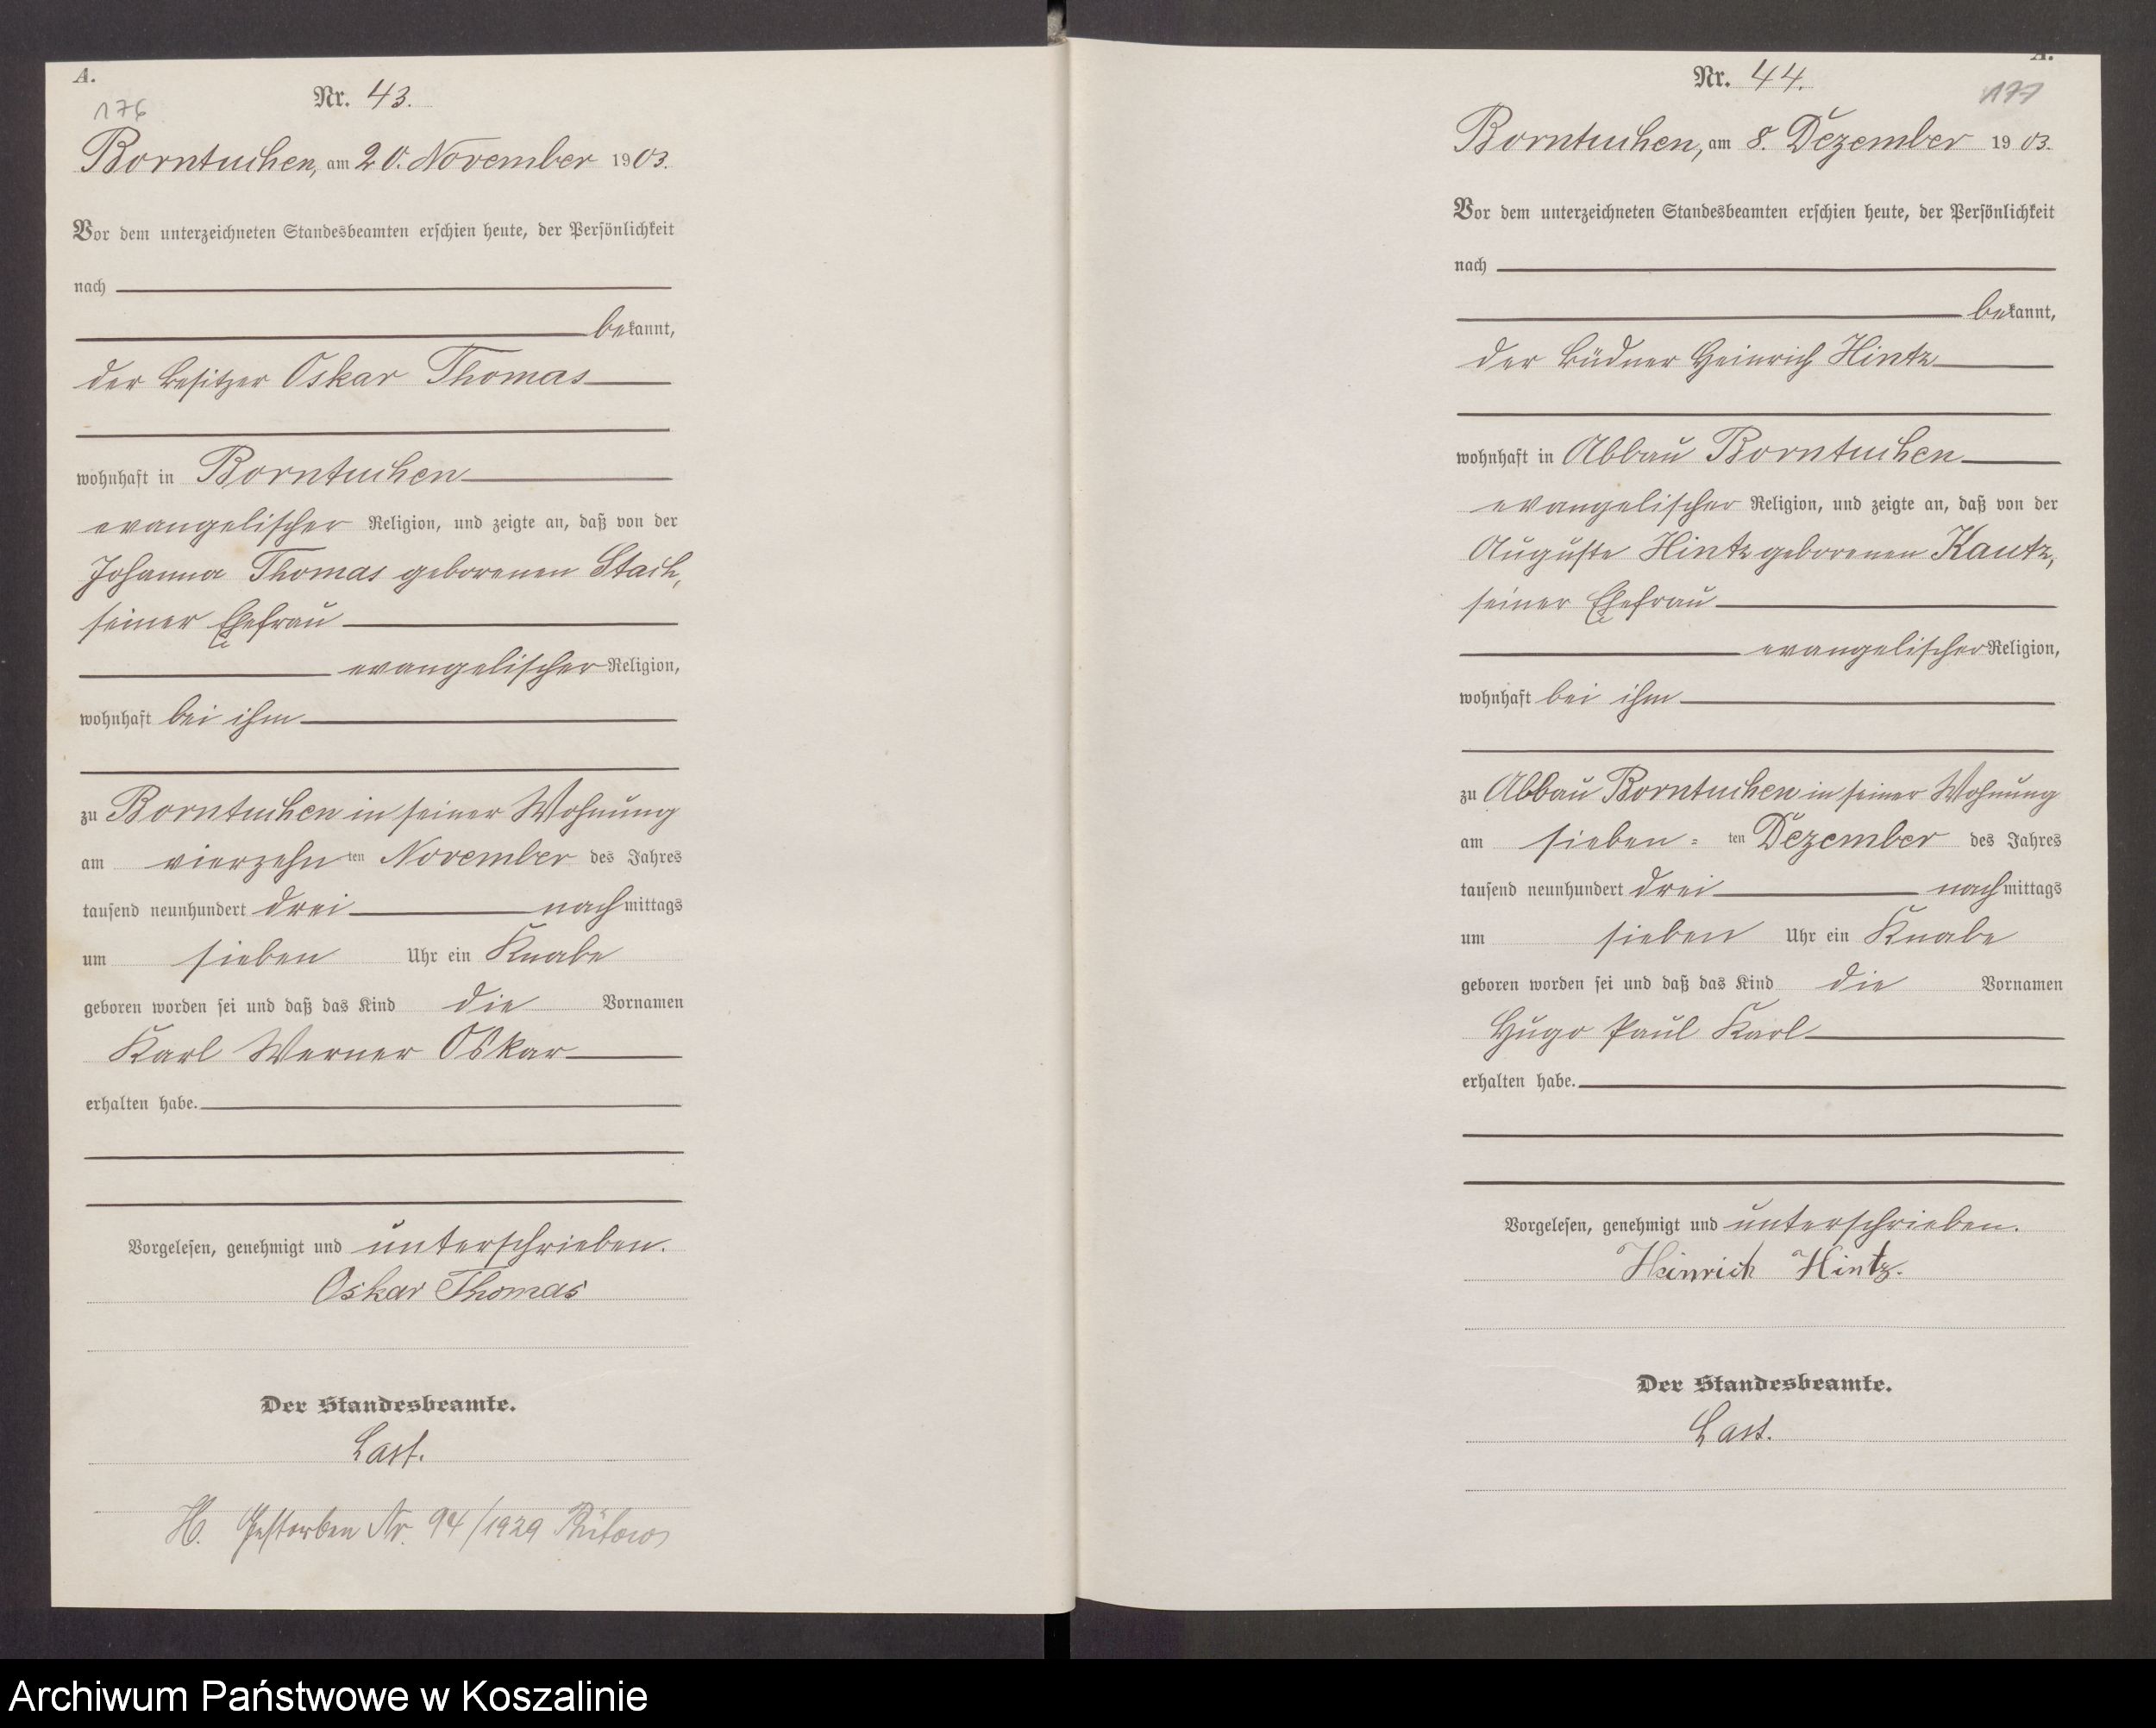 A.
176
Nr. 43.
Borntuchen, am 20. November 1903.
Vor dem unterzeichneten Standesbeamten erschien heute, der Persönlichkeit
nach
bekannt,
der Besitzer Oskar Thomas
wohnhaft in Borntuchen
evangelischer Religion, und zeigte an, daß von der
Johanna Thomas geborenen Stach,
seiner Ehefrau
evangelischer Religion,
wohnhaft bei ihm
zu Borntuchen in seiner Wohnung
am vierzehnten November des Jahres
tausend neunhundert drei nachmittags
um sieben Uhr ein Knabe
geboren worden sei und daß das Kind die Vornamen
Karl Werner Oskar
erhalten habe.
Vorgelesen, genehmigt und unterschrieben.
Oskar Thomas
Der Standesbeamte.
Last.
H. Gestorben Nr. 94/1929 Bütow
A.
177
Nr. 44.
Borntuchen, am 8. Dezember 1903.
Vor dem unterzeichneten Standesbeamten erschien heute, der Persönlichkeit
nach
bekannt,
der Büdner Heinrich Hintz
wohnhaft in Abbau Borntuchen
evangelischer Religion, und zeigte an, daß von der
Auguste Hintz geborenen Kautz,
seiner Ehefrau
evangelischer Religion,
wohnhaft bei ihm
zu Abbau Borntuchen in seiner Wohnung
am sieben=ten Dezember des Jahres
tausend neunhundert drei nachmittags
um sieben Uhr ein Knabe
geboren worden sei und daß das Kind die Vornamen
Hugo Paul Karl
erhalten habe.
Vorgelesen, genehmigt und unterschrieben.
Heinrich Hintz.
Der Standesbeamte.
Last.
Archiwum Państwowe w Koszalinie